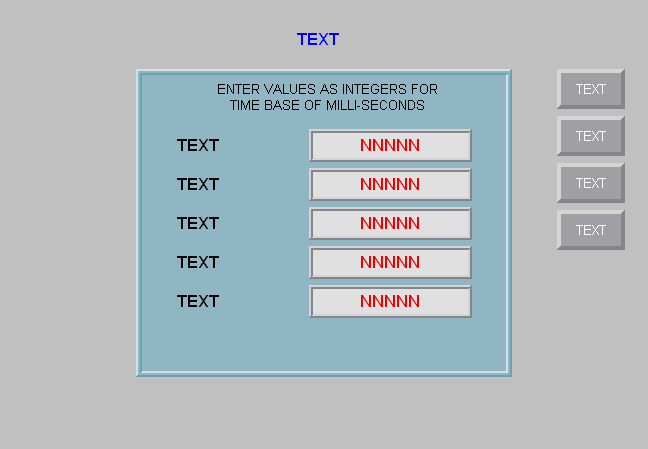 TEXT
ENTER VALUES AS INTEGERS FOR
TIME BASE OF MILLI-SECONDS
TEXT NNNNN
TEXT NNNNN
TEXT NNNNN
TEXT NNNNN
TEXT NNNNN
TEXT
TEXT
TEXT
TEXT